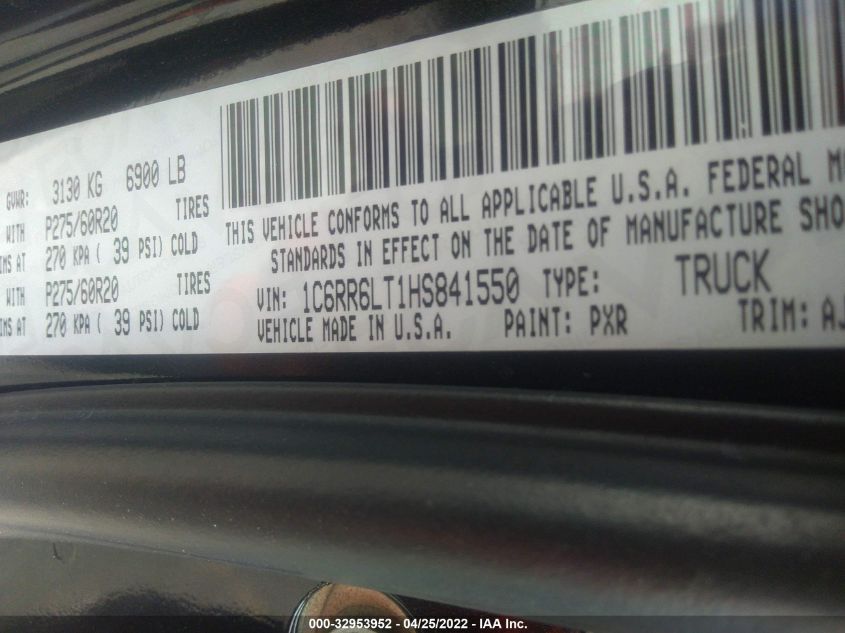 GVWR: 3130 KG 6900 LB
WITH P275/60R20 TIRES
AT 270 KPA ( 39 PSI) COLD
WITH P275/60R20 TIRES
AT 270 KPA ( 39 PSI) COLD
THIS VEHICLE CONFORMS TO ALL APPLICABLE U.S.A. FEDERAL
STANDARDS IN EFFECT ON THE DATE OF MANUFACTURE SHO
VIN: 1C6RR6LT1HS841550 TYPE: TRUCK
VEHICLE MADE IN U.S.A. PAINT: PXR TRIM: AJ
000-32953952 - 04/25/2022 - IAA Inc.